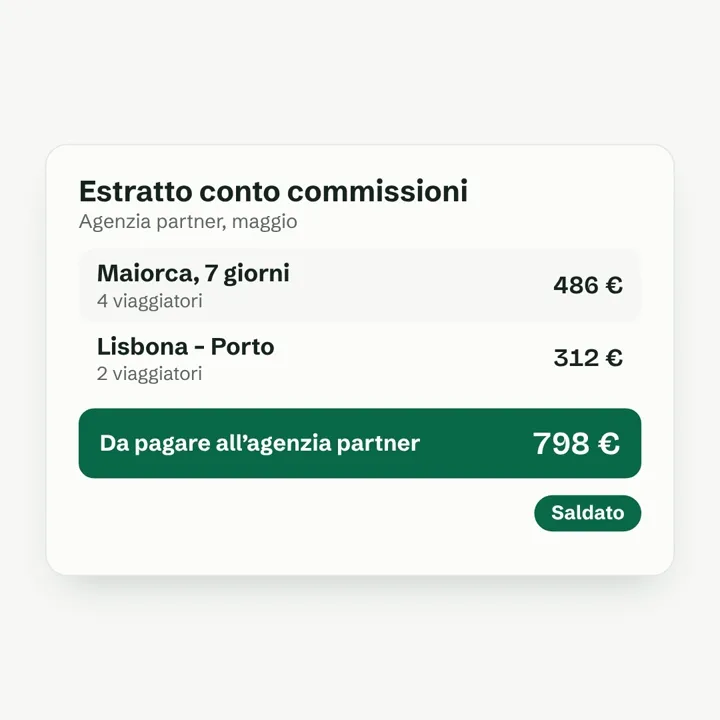 Estratto conto commissioni
Agenzia partner, maggio
Maiorca, 7 giorni
486 €
4 viaggiatori
Lisbona – Porto
312 €
2 viaggiatori
Da pagare all’agenzia partner
798 €
Saldato